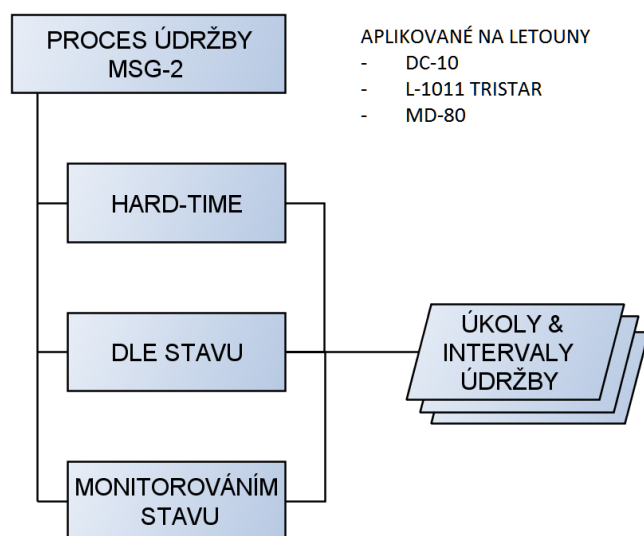 PROCES ÚDRŽBY
MSG-2
APLIKOVANÉ NA LETOUNY
- DC-10
- L-1011 TRISTAR
- MD-80
HARD-TIME
DLE STAVU
ÚKOLY &
INTERVALY
ÚDRŽBY
MONITOROVÁNÍM
STAVU